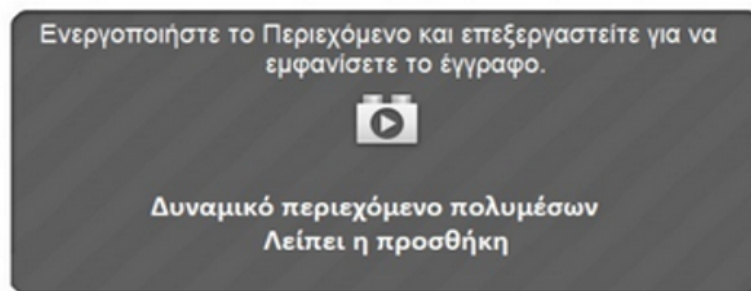 Ενεργοποιήστε το Περιεχόμενο και επεξεργαστείτε για να
εμφανίσετε το έγγραφο.
Δυναμικό περιεχόμενο πολυμέσων
Λείπει η προσθήκη